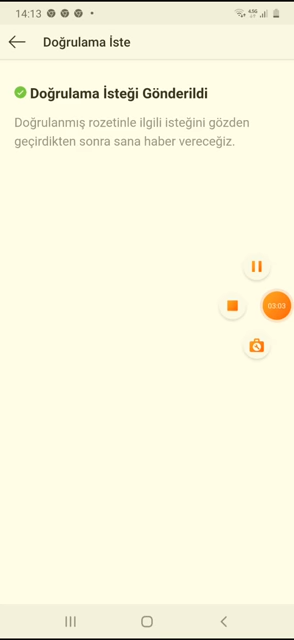 14:13
Doğrulama İste
Doğrulama İsteği Gönderildi
Doğrulanmış rozetinle ilgili isteğini gözden
geçirdikten sonra sana haber vereceğiz.
03:03